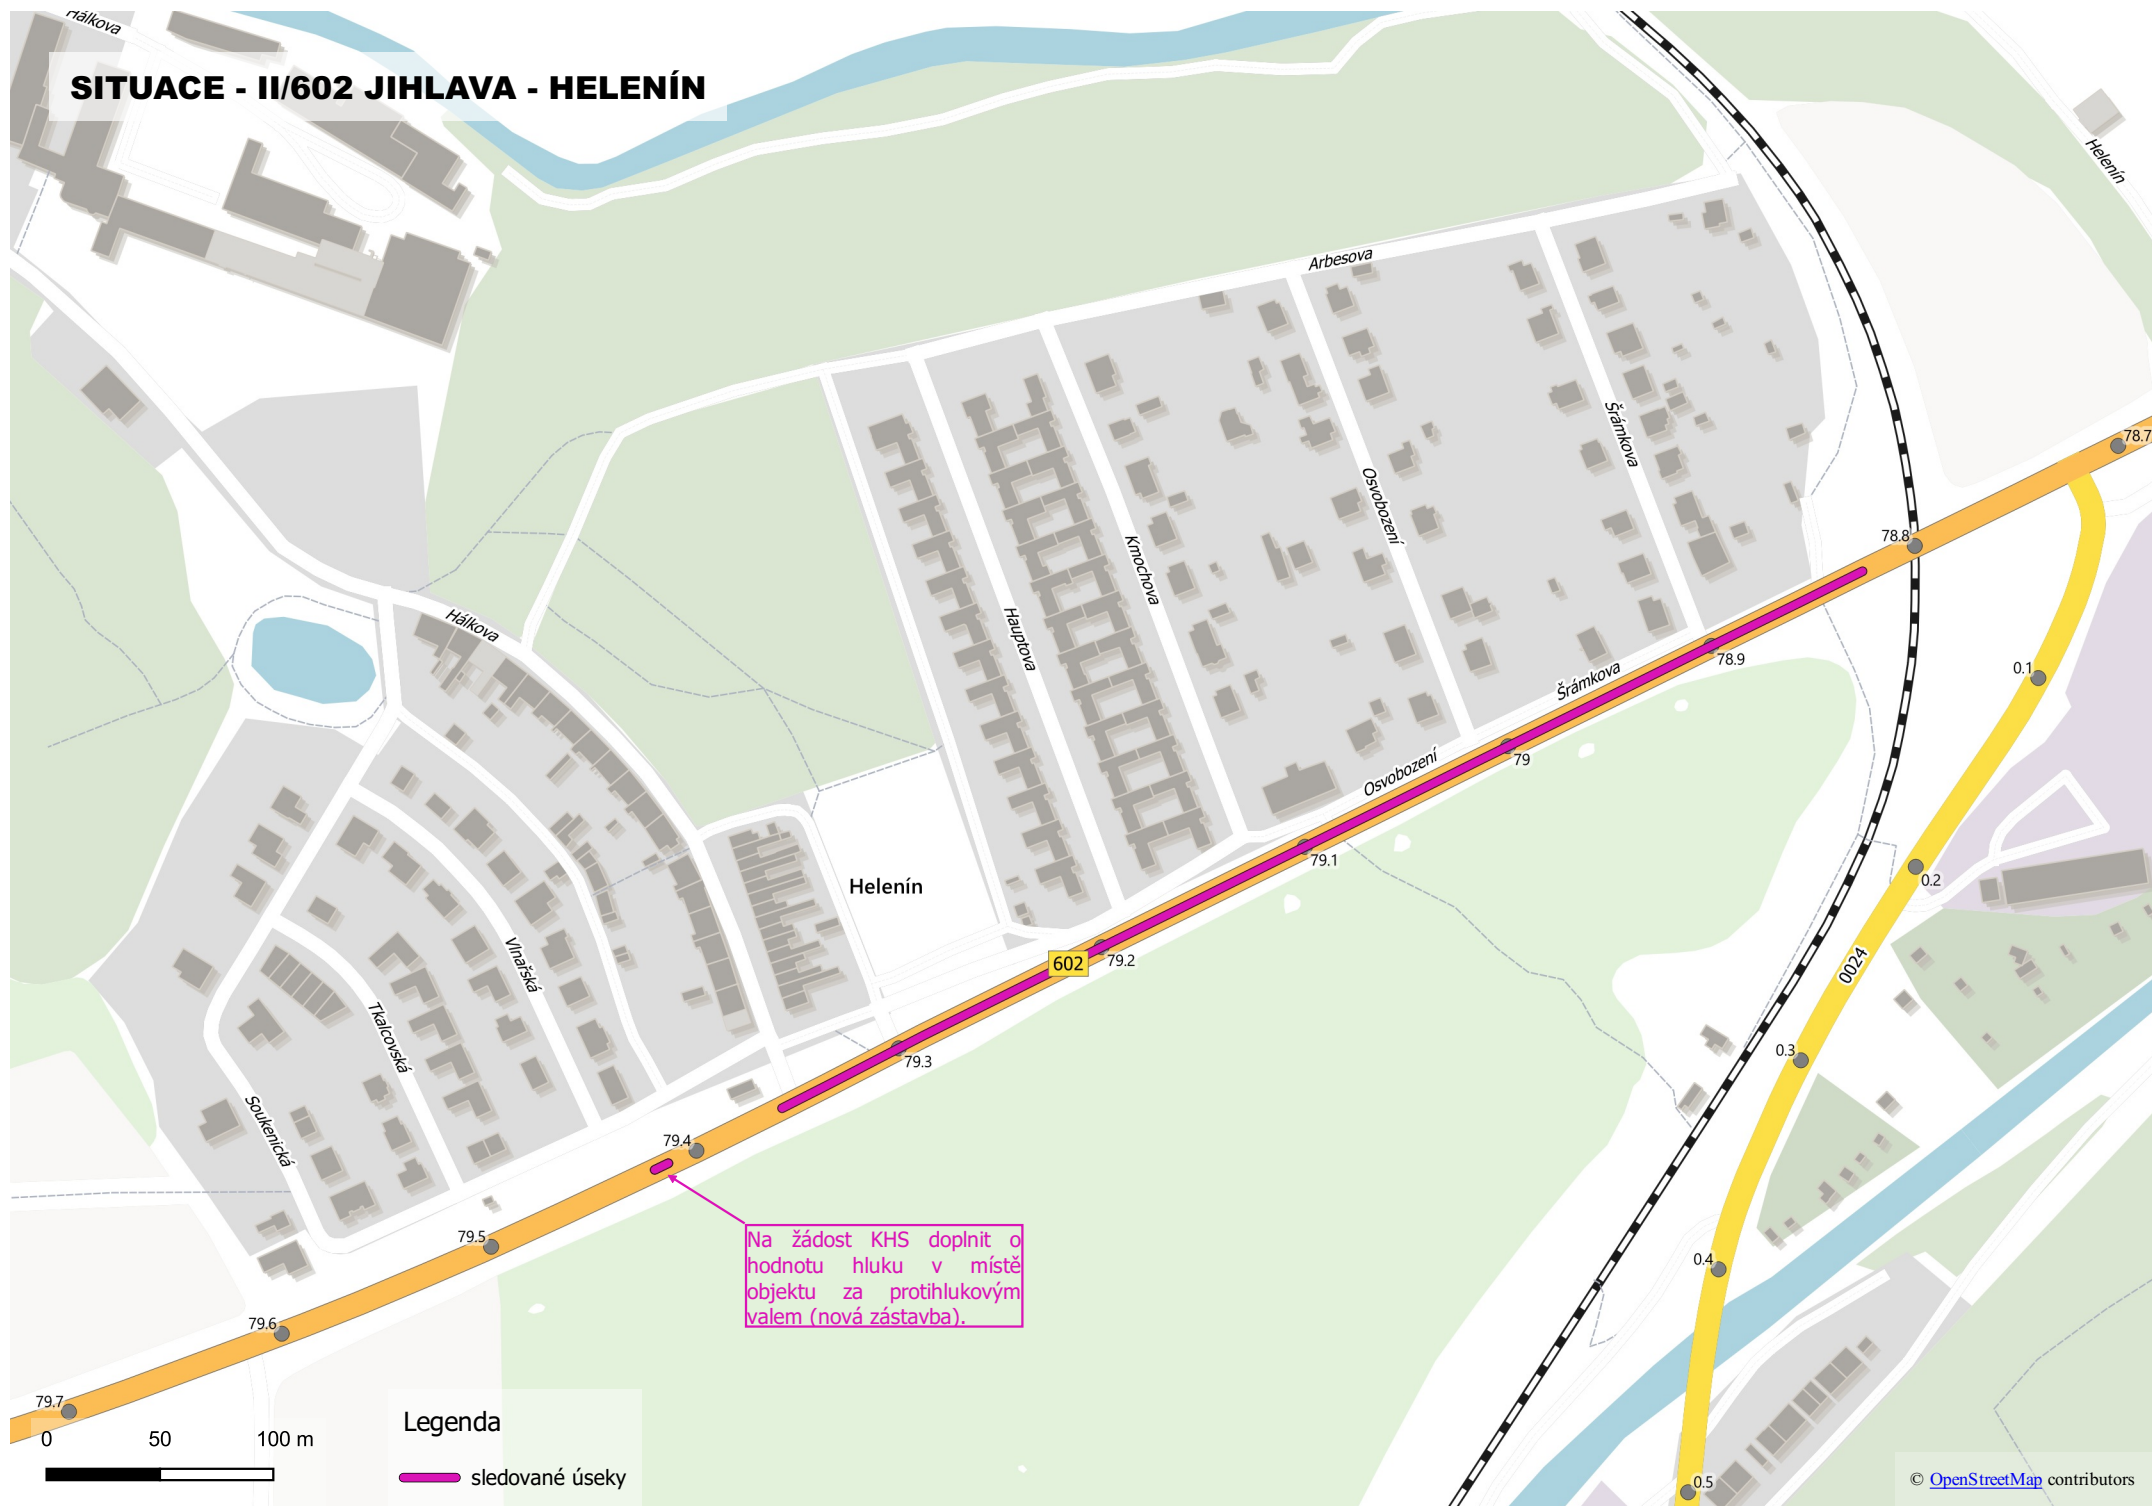 Hálkova
SITUACE - II/602 JIHLAVA - HELENÍN
Helenín
Arbesova
Šrámkova
Osvobození
78.7
78.8
Kmochova
Hauptova
Hálkova
78.9
0.1
Šrámkova
79
Osvobození
79.1
0.2
Helenín
602
79.2
Vlnařská
0024
Tkalcovská
79.3
0.3
Soukenická
79.4
79.5
Na žádost KHS doplnit o
hodnotu hluku v místě
objektu za protihlukovým
valem (nová zástavba).
0.4
79.6
79.7
0 50 100 m
Legenda
sledované úseky
0.5
© OpenStreetMap contributors